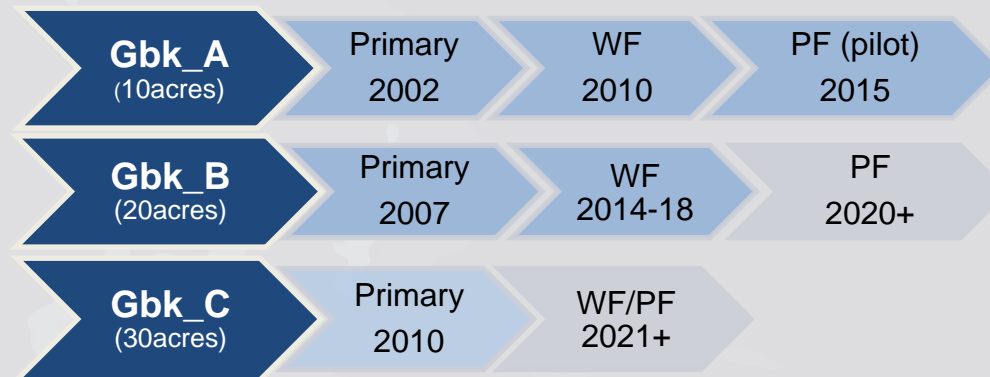 Gbk_A
(10acres)
Primary
2002
WF
2010
PF (pilot)
2015
Gbk_B
(20acres)
Primary
2007
WF
2014-18
PF
2020+
Gbk_C
(30acres)
Primary
2010
WF/PF
2021+